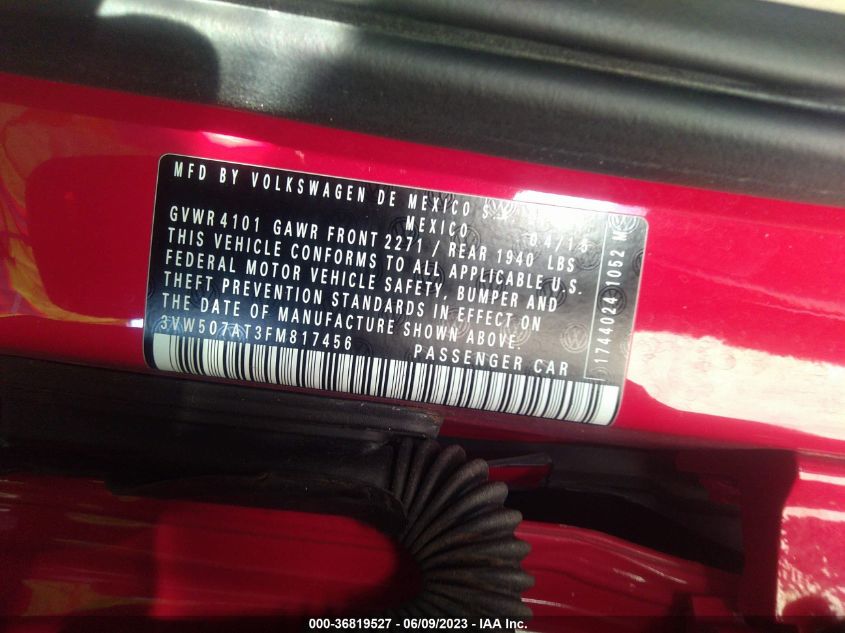 MFD BY VOLKSWAGEN DE MEXICO
MEXICO
GVWR 4101 GAWR FRONT 2271 / REAR 1940 LBS
THIS VEHICLE CONFORMS TO ALL APPLICABLE U.S.
FEDERAL MOTOR VEHICLE SAFETY, BUMPER AND
THEFT PREVENTION STANDARDS IN EFFECT ON
THE DATE OF MANUFACTURE SHOWN ABOVE.
3VW507AT3FM817456
PASSENGER CAR
1744024 1052 M
000-36819527 - 06/09/2023 - IAA Inc.